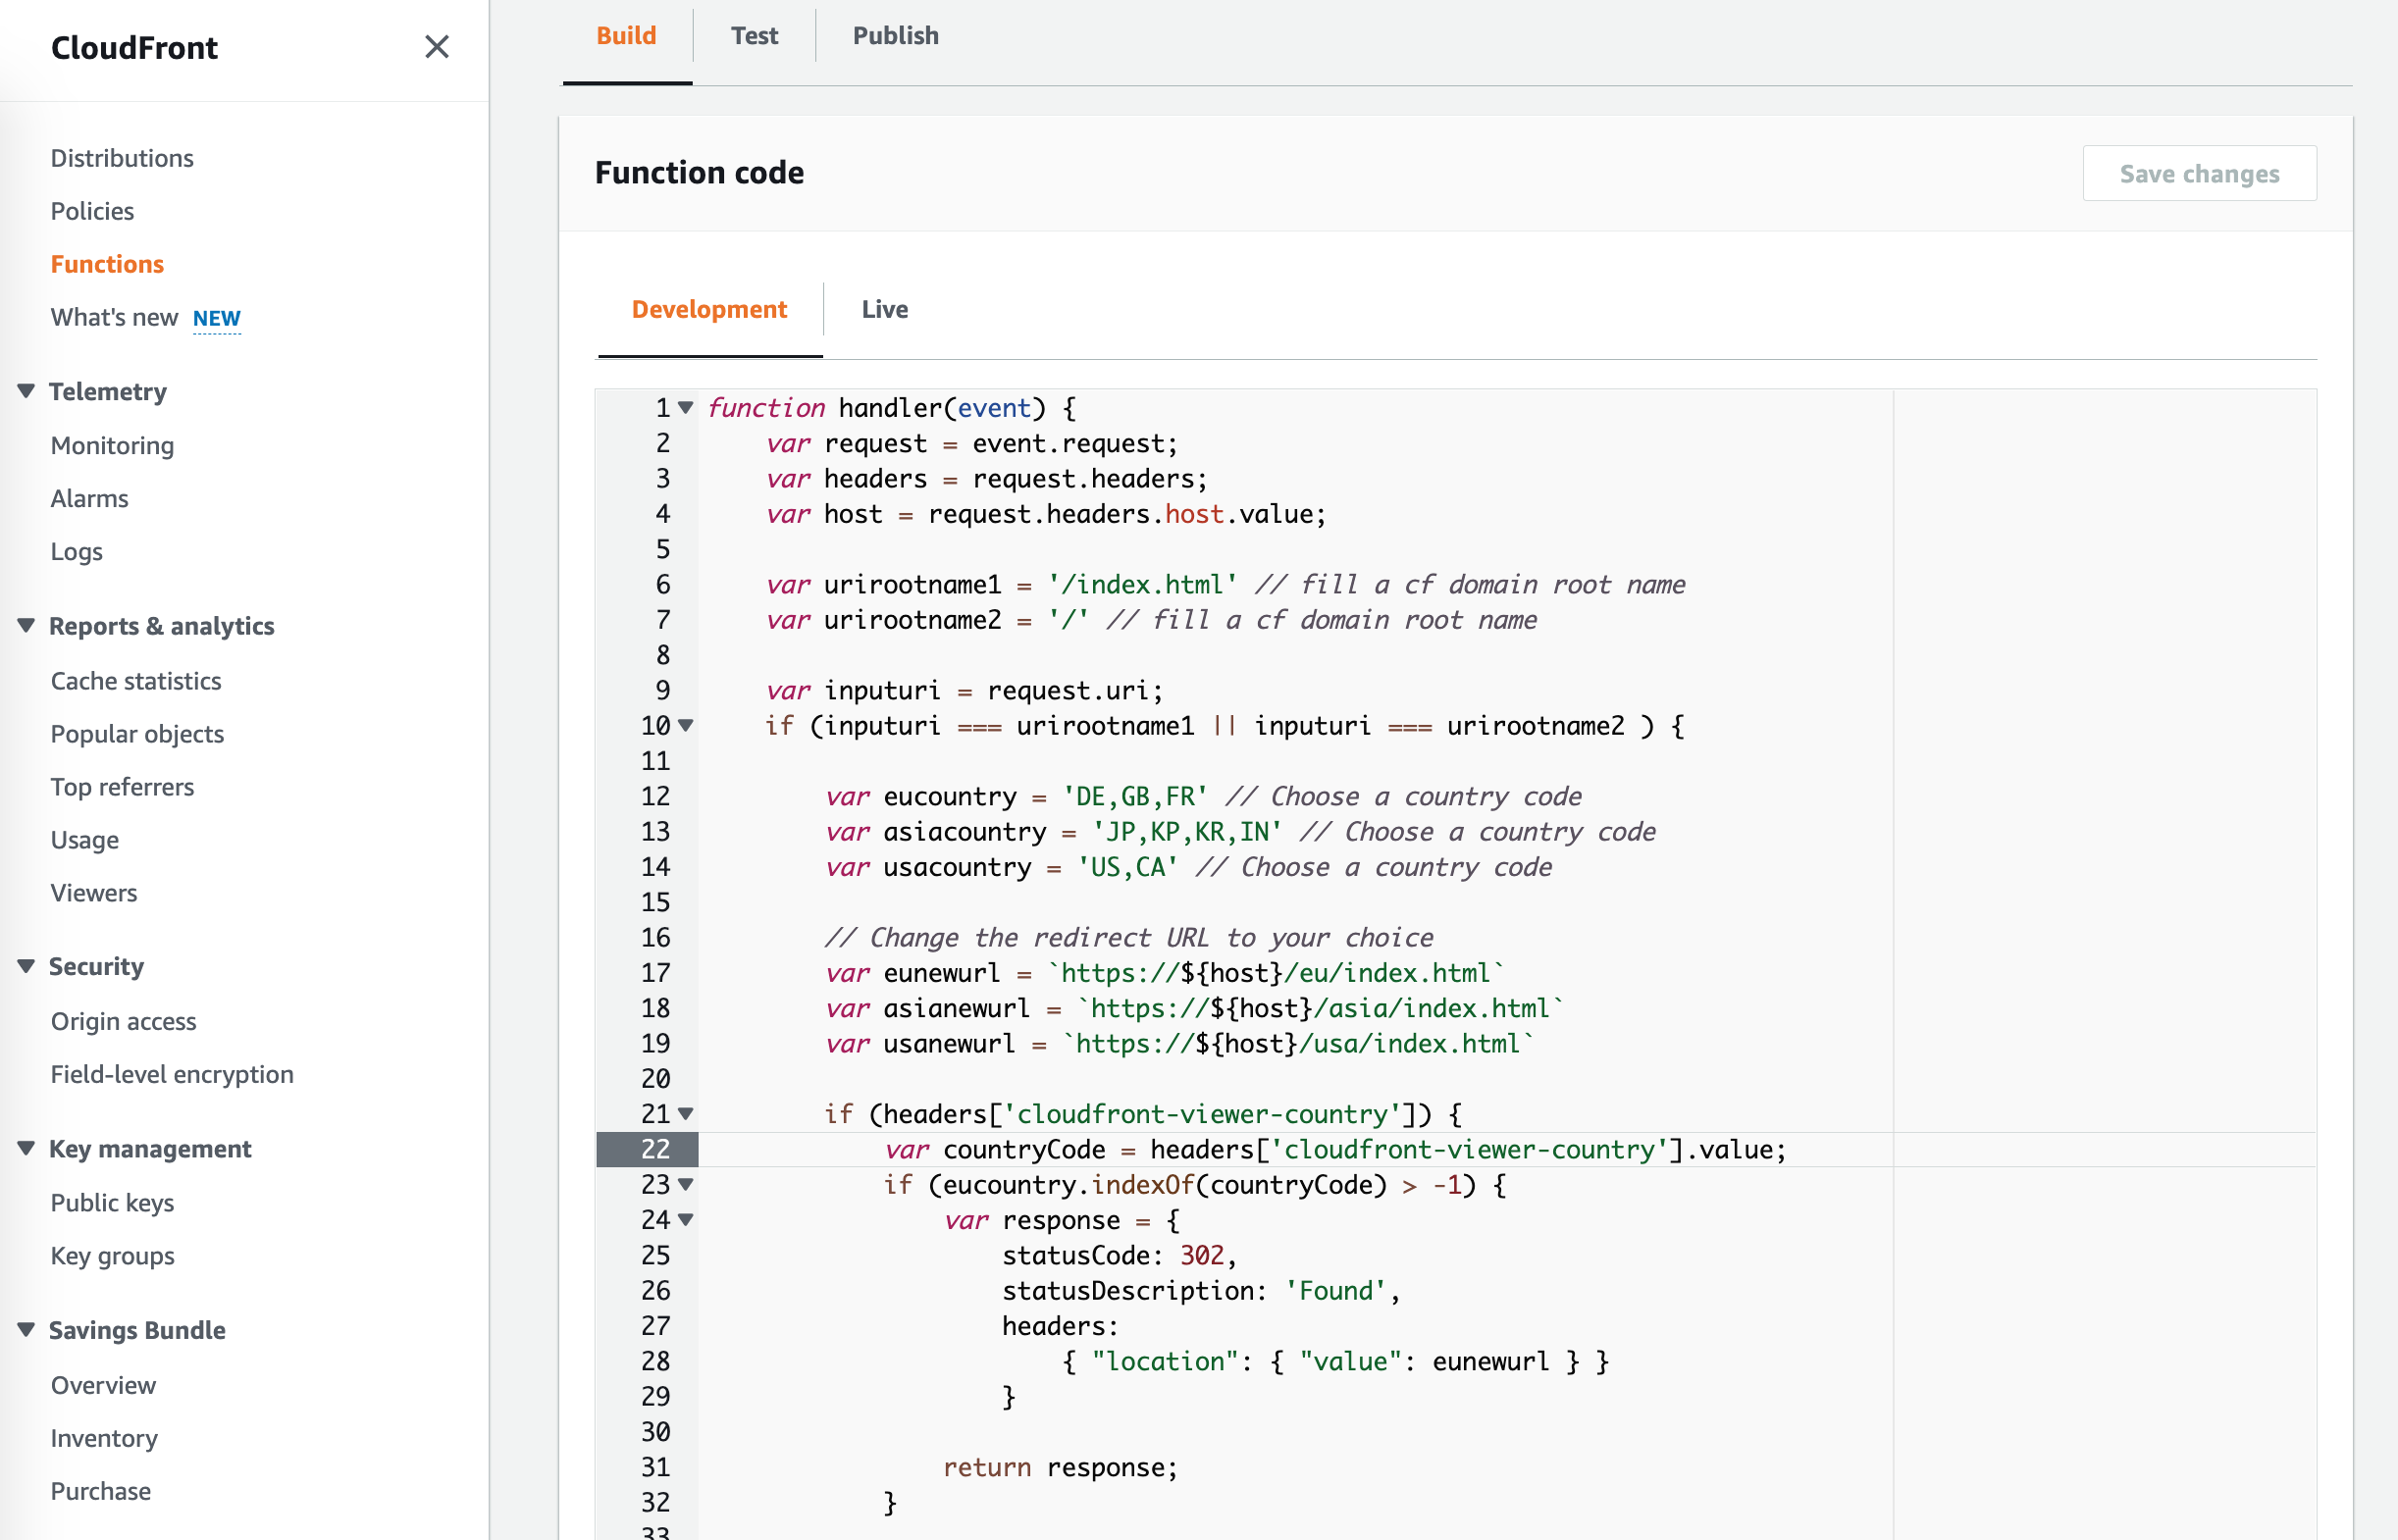 CloudFront
Distributions
Policies
Functions
What's new NEW
Telemetry
Monitoring
Alarms
Logs
Reports & analytics
Cache statistics
Popular objects
Top referrers
Usage
Viewers
Security
Origin access
Field-level encryption
Key management
Public keys
Key groups
Savings Bundle
Overview
Inventory
Purchase
Build Test Publish
Function code Save changes
Development Live
1 function handler(event) {
2     var request = event.request;
3     var headers = request.headers;
4     var host = request.headers.host.value;
5
6     var urirootname1 = '/index.html' // fill a cf domain root name
7     var urirootname2 = '/' // fill a cf domain root name
8
9     var inputuri = request.uri;
10     if (inputuri === urirootname1 || inputuri === urirootname2 ) {
11
12         var eucountry = 'DE,GB,FR' // Choose a country code
13         var asiacountry = 'JP,KP,KR,IN' // Choose a country code
14         var usacountry = 'US,CA' // Choose a country code
15
16         // Change the redirect URL to your choice
17         var eunewurl = `https://${host}/eu/index.html`
18         var asianewurl = `https://${host}/asia/index.html`
19         var usanewurl = `https://${host}/usa/index.html`
20
21         if (headers['cloudfront-viewer-country']) {
22             var countryCode = headers['cloudfront-viewer-country'].value;
23             if (eucountry.indexOf(countryCode) > -1) {
24                 var response = {
25                     statusCode: 302,
26                     statusDescription: 'Found',
27                     headers:
28                         { "location": { "value": eunewurl } }
29                     }
30
31                 return response;
32             }
33